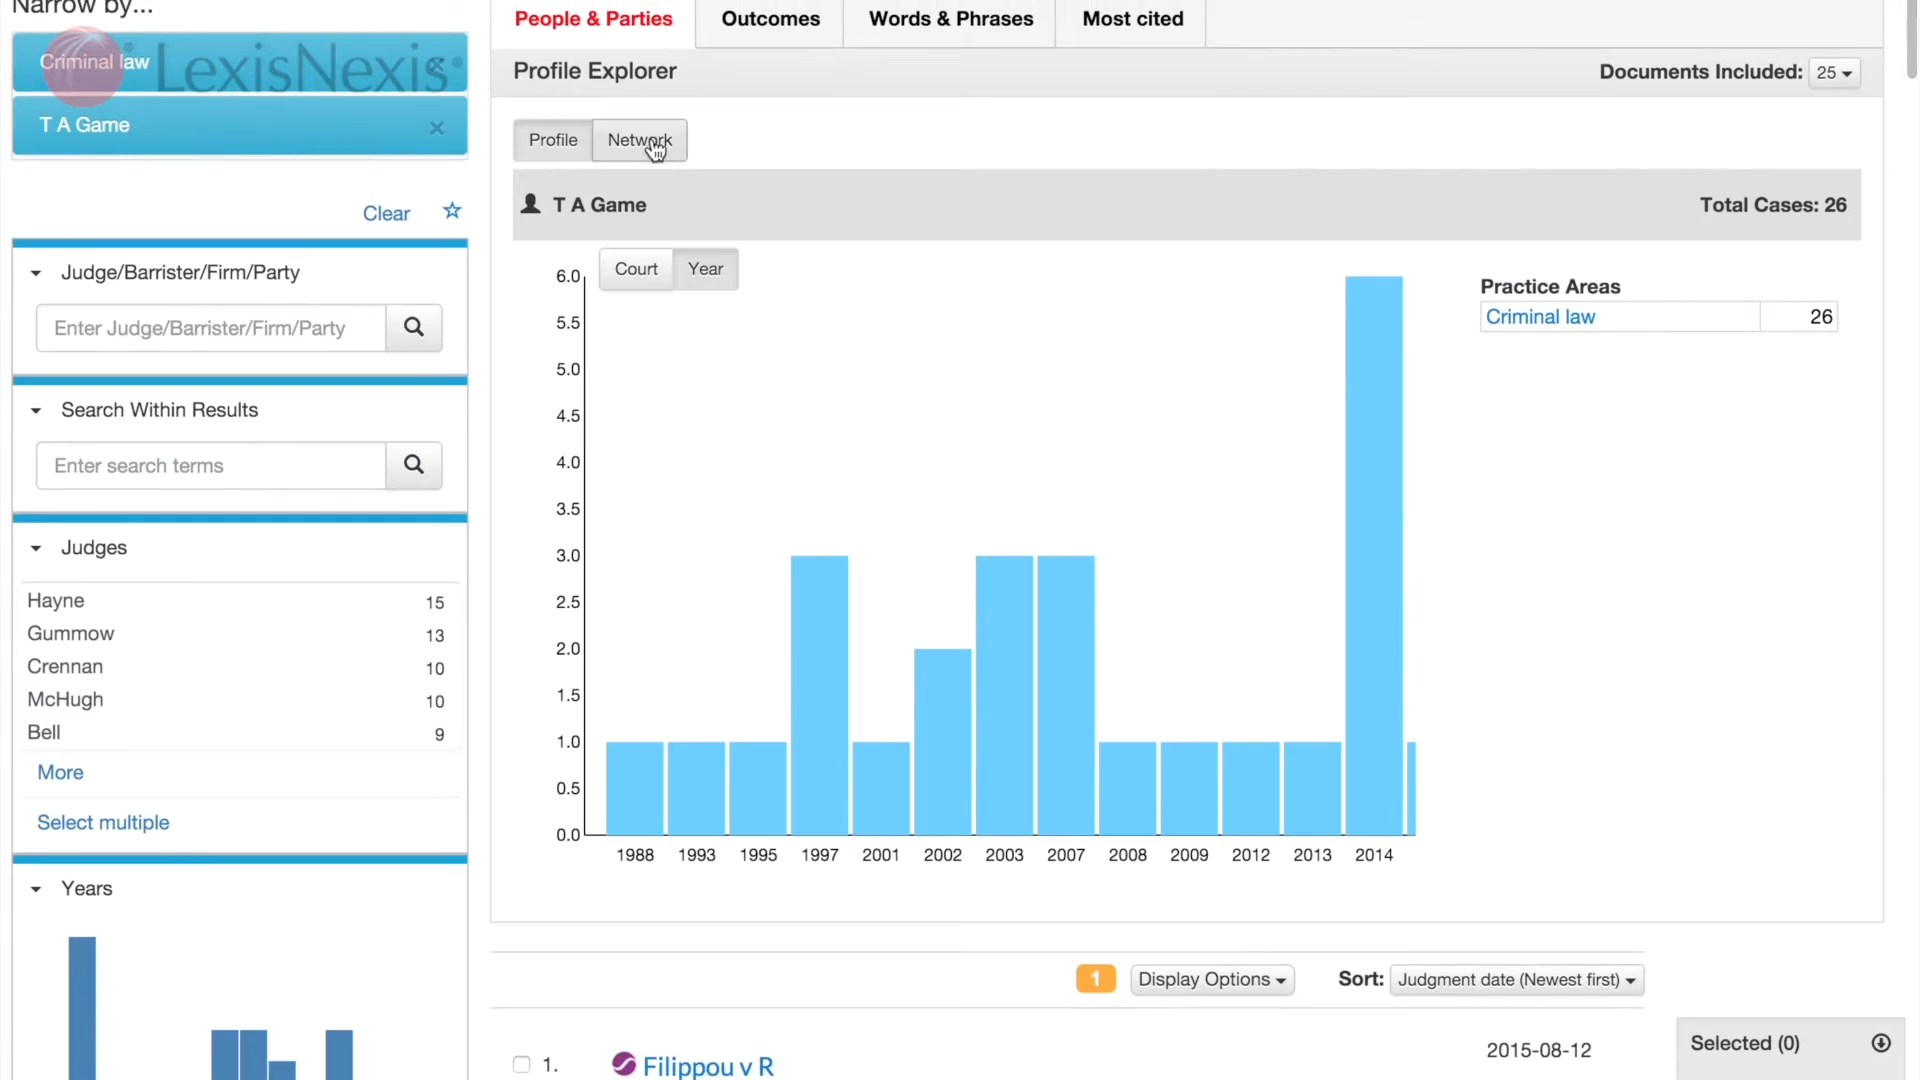 Narrow by...
Criminal law
LexisNexis®
T A Game
Clear
Judge/Barrister/Firm/Party
Enter Judge/Barrister/Firm/Party
Search Within Results
Enter search terms
Judges
Hayne 15
Gummow 13
Crennan 10
McHugh 10
Bell 9
More
Select multiple
Years
People & Parties Outcomes Words & Phrases Most cited
Profile Explorer Documents Included: 25
Profile Network
T A Game Total Cases: 26
Court Year
6.0
5.5
5.0
4.5
4.0
3.5
3.0
2.5
2.0
1.5
1.0
0.5
0.0
1988 1993 1995 1997 2001 2002 2003 2007 2008 2009 2012 2013 2014
Practice Areas
Criminal law 26
1 Display Options Sort: Judgment date (Newest first)
1. Filippou v R 2015-08-12
Selected (0)